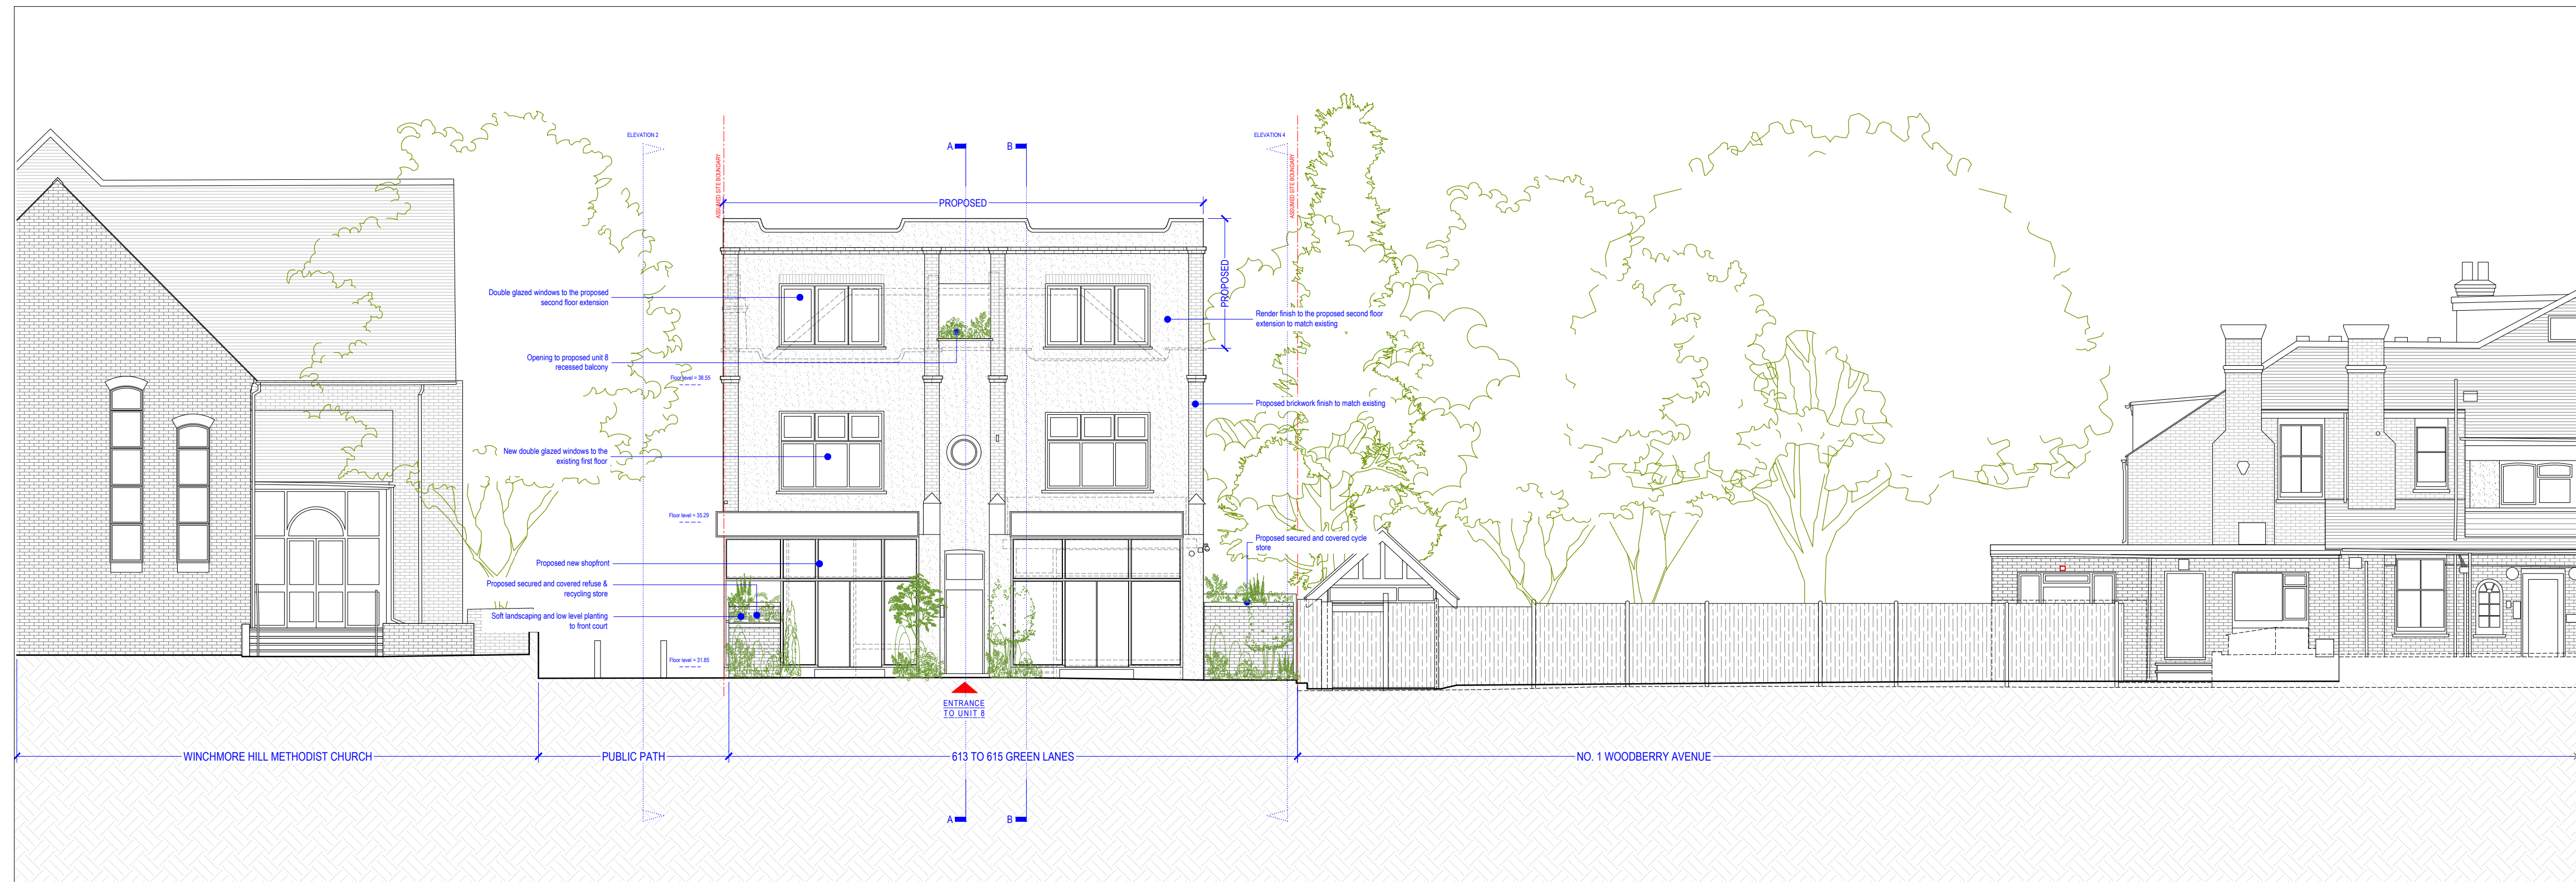 ELEVATION 2
ASSUMED SITE BOUNDARY
A
B
ELEVATION 4
ASSUMED SITE BOUNDARY
PROPOSED
PROPOSED
Double glazed windows to the proposed
second floor extension
Render finish to the proposed second floor
extension to match existing
Opening to proposed unit 8
recessed balcony
Floor level = 38.55
Proposed brickwork finish to match existing
New double glazed windows to the
existing first floor
Floor level = 35.29
Proposed secured and covered cycle
store
Proposed new shopfront
Proposed secured and covered refuse &
recycling store
Soft landscaping and low level planting
to front court
Floor level = 31.85
ENTRANCE
TO UNIT 8
WINCHMORE HILL METHODIST CHURCH
PUBLIC PATH
613 TO 615 GREEN LANES
NO. 1 WOODBERRY AVENUE
A
B